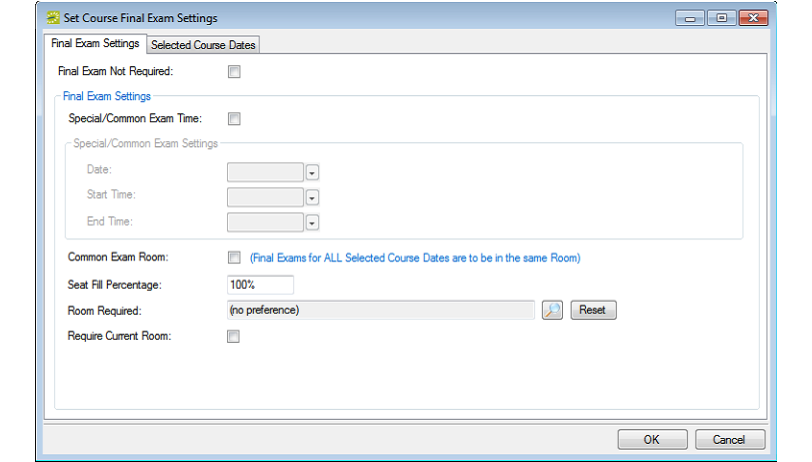 Set Course Final Exam Settings
Final Exam Settings
Selected Course Dates
Final Exam Not Required:
Final Exam Settings
Special/Common Exam Time:
Special/Common Exam Settings
Date:
Start Time:
End Time:
Common Exam Room: (Final Exams for ALL Selected Course Dates are to be in the same Room)
Seat Fill Percentage: 100%
Room Required: (no preference) Reset
Require Current Room:
OK Cancel